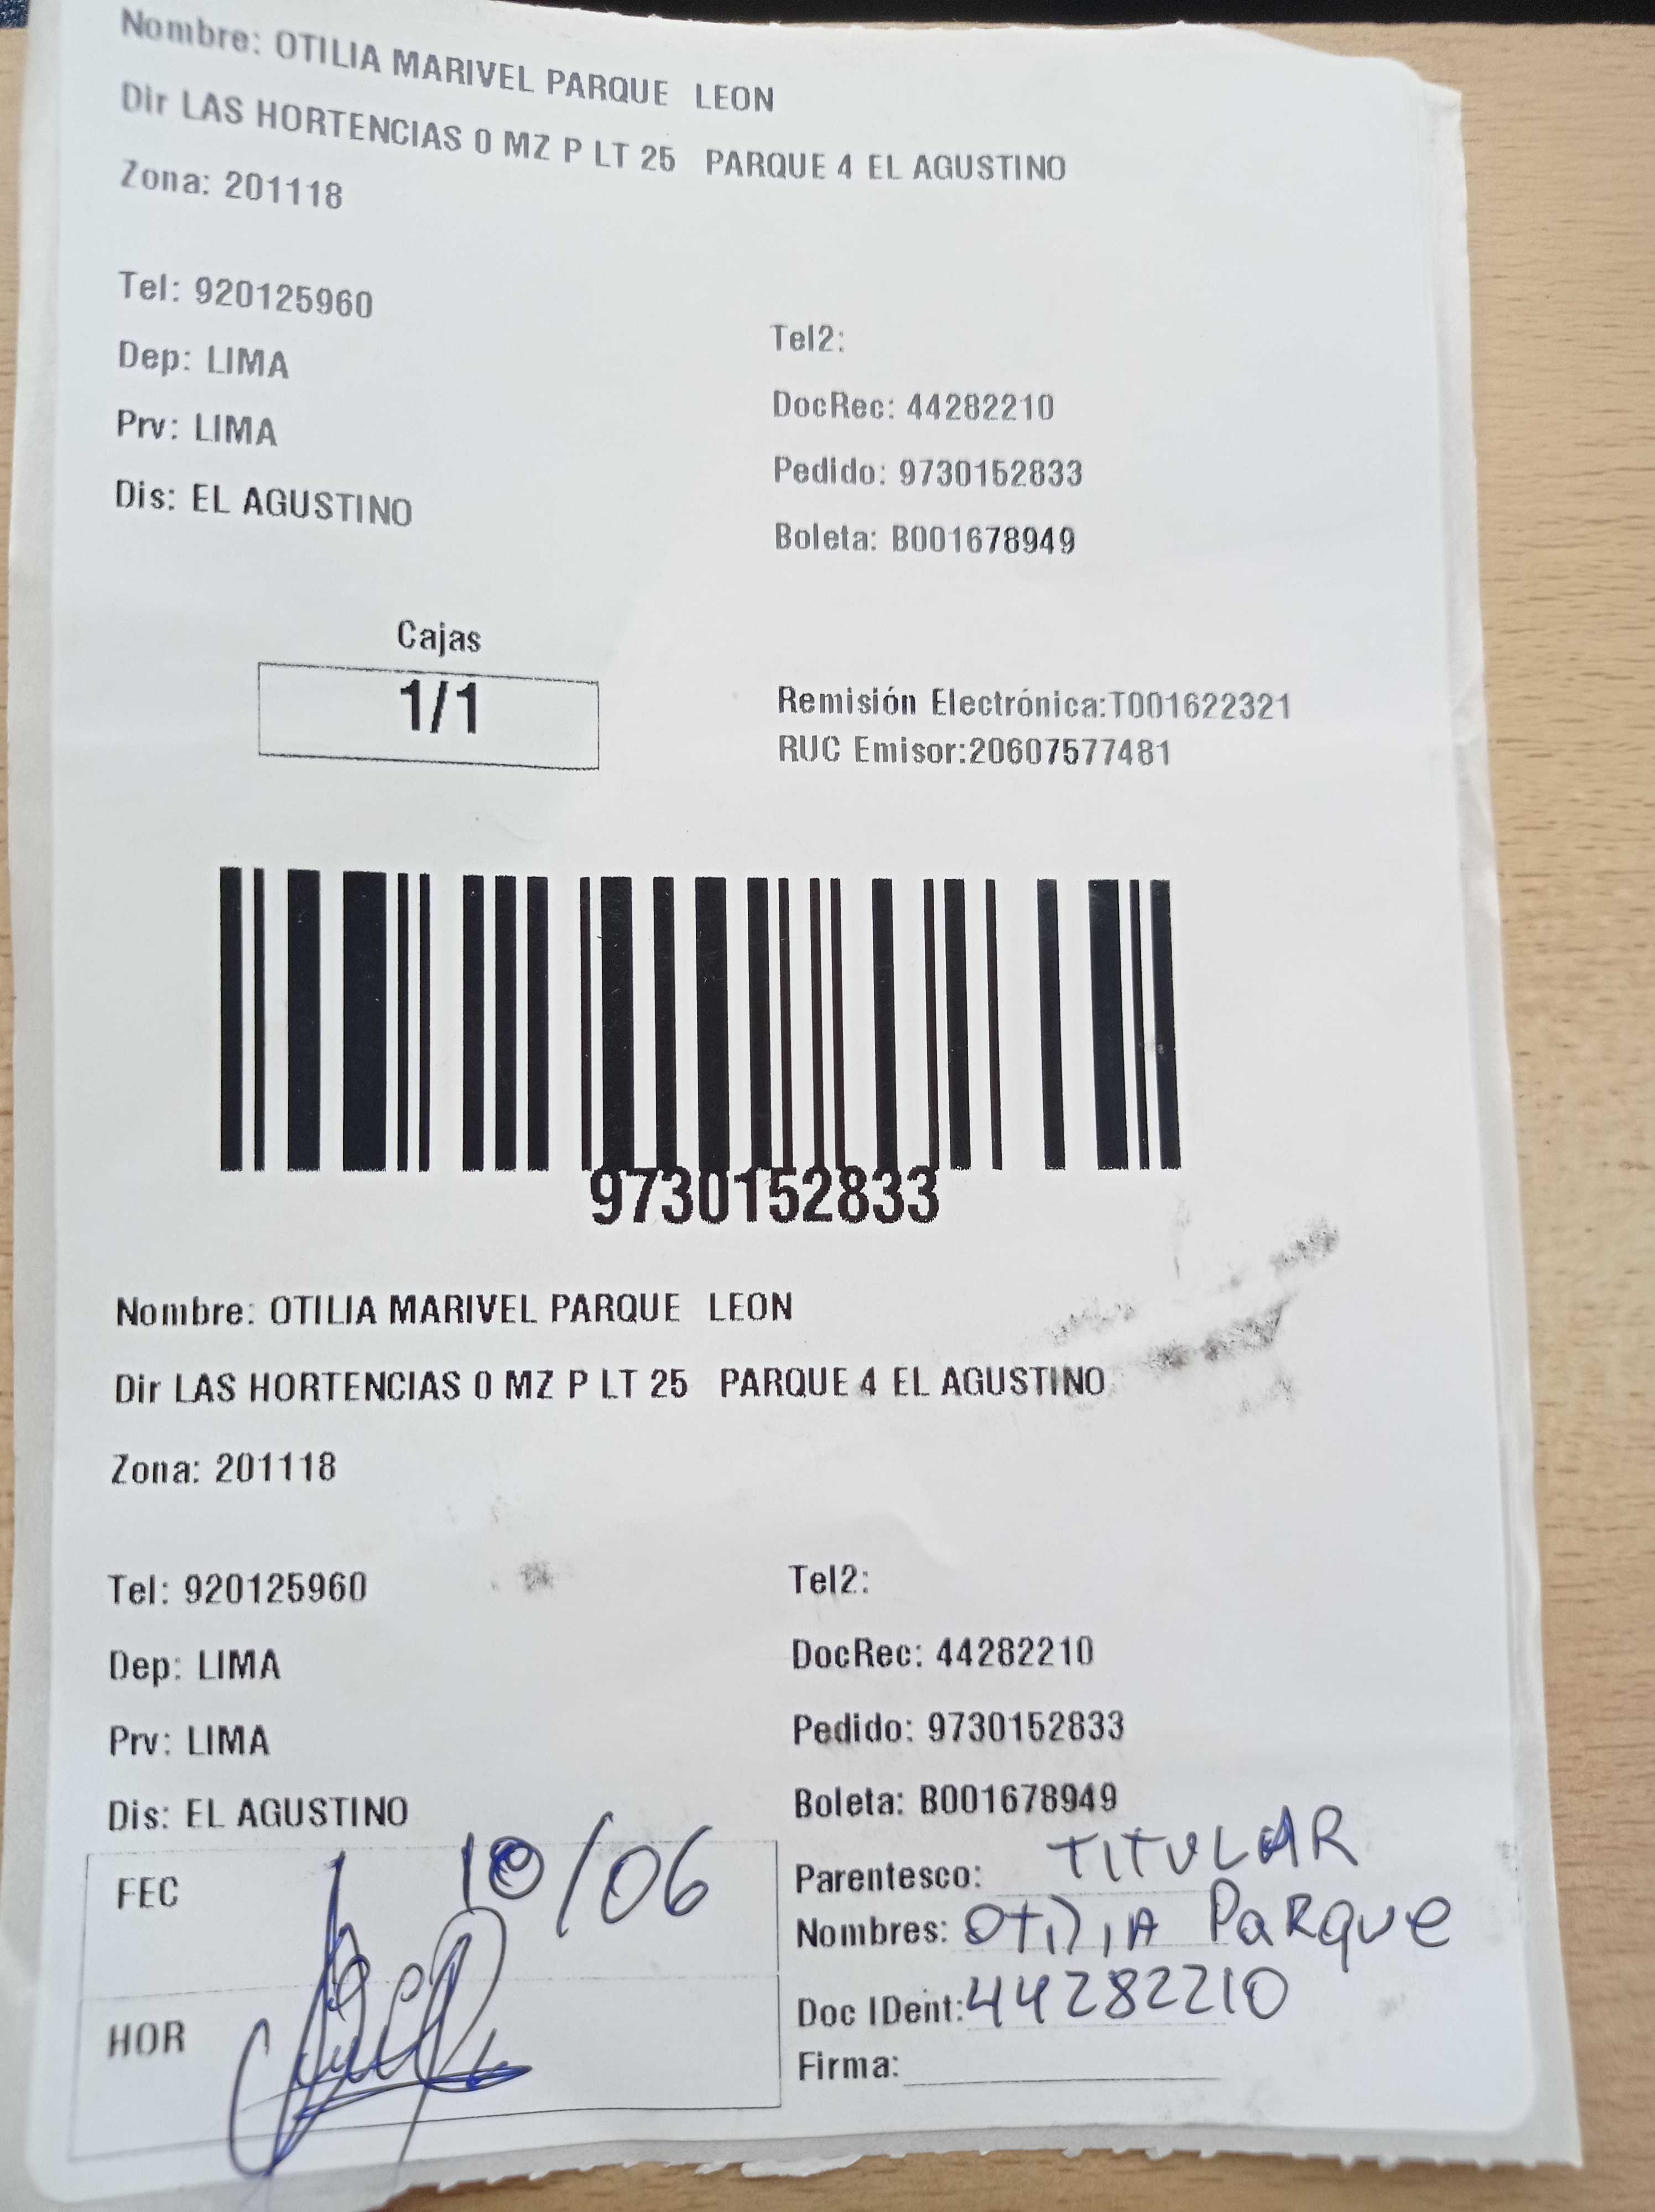 Nombre: OTILIA MARIVEL PARQUE LEON
Dir LAS HORTENCIAS 0 MZ P LT 25 PARQUE 4 EL AGUSTINO
Zona: 201118
Tel: 920125960
Tel2:
Dep: LIMA
DocRec: 44282210
Prv: LIMA
Pedido: 9730152833
Dis: EL AGUSTINO
Boleta: B001678949
Cajas
1/1
Remisión Electrónica:T001622321
RUC Emisor:20607577481
9730152833
Nombre: OTILIA MARIVEL PARQUE LEON
Dir LAS HORTENCIAS 0 MZ P LT 25 PARQUE 4 EL AGUSTINO
Zona: 201118
Tel: 920125960
Tel2:
Dep: LIMA
DocRec: 44282210
Prv: LIMA
Pedido: 9730152833
Dis: EL AGUSTINO
Boleta: B001678949
FEC 10/06
Parentesco: TITULAR
Nombres: OTILIA PaRque
HOR
Doc IDent: 44282210
Firma: